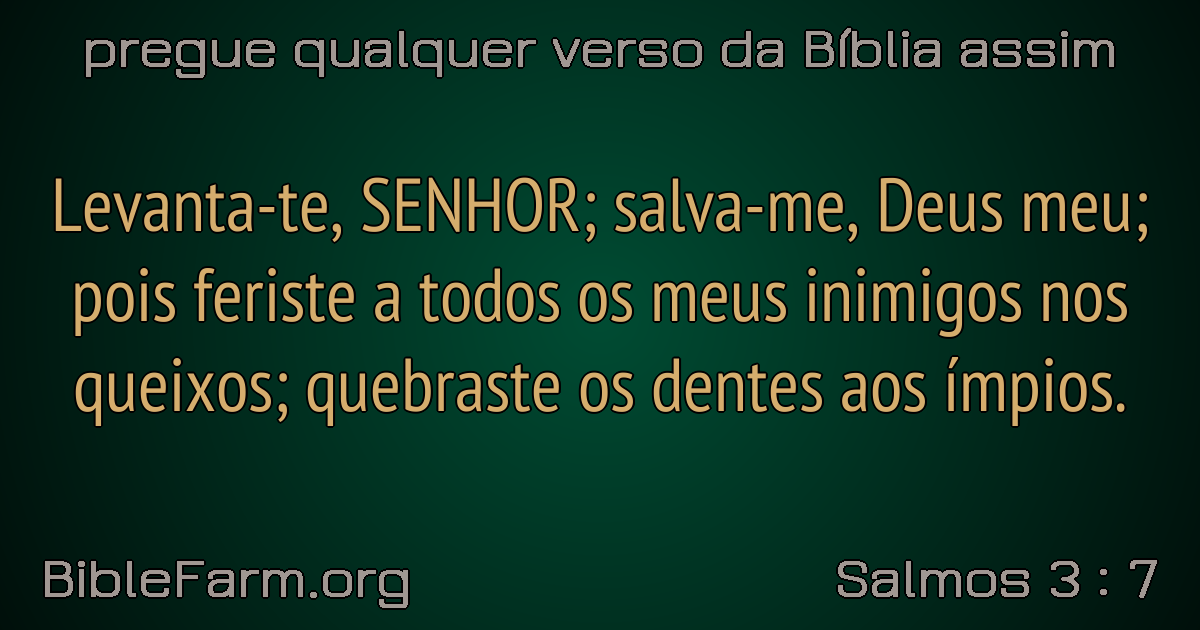 pregue qualquer verso da Bíblia assim
Levanta-te, SENHOR; salva-me, Deus meu;
pois feriste a todos os meus inimigos nos
queixos; quebraste os dentes aos ímpios.
BibleFarm.org
Salmos 3 : 7